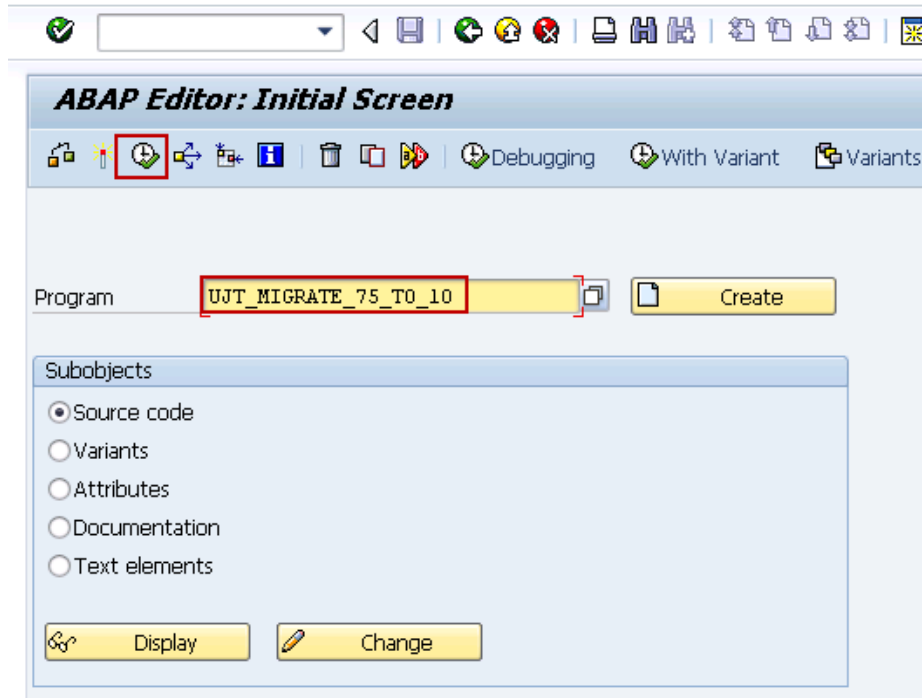 ABAP Editor: Initial Screen
Debugging With Variant Variants
Program UJT_MIGRATE_75_TO_10 Create
Subobjects
Source code
Variants
Attributes
Documentation
Text elements
Display Change